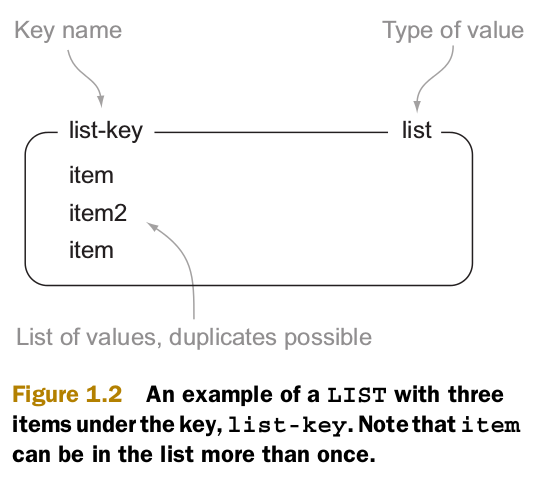 Key name
Type of value
list-key
list
item
item2
item
List of values, duplicates possible
Figure 1.2 An example of a LIST with three
items under the key, list-key. Note that item
can be in the list more than once.